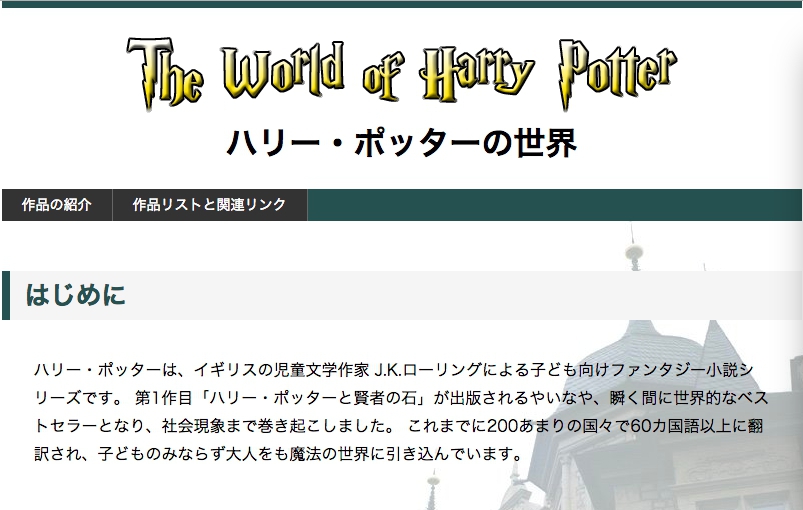 The World of Harry Potter
ハリー・ポッターの世界
作品の紹介 作品リストと関連リンク
はじめに
ハリー・ポッターは、イギリスの児童文学作家 J.K.ローリングによる子ども向けファンタジー小説シ
リーズです。 第1作目「ハリー・ポッターと賢者の石」が出版されるやいなや、瞬く間に世界的なベス
トセラーとなり、社会現象まで巻き起こしました。 これまでに200あまりの国々で60カ国語以上に翻
訳され、子どものみならず大人をも魔法の世界に引き込んでいます。